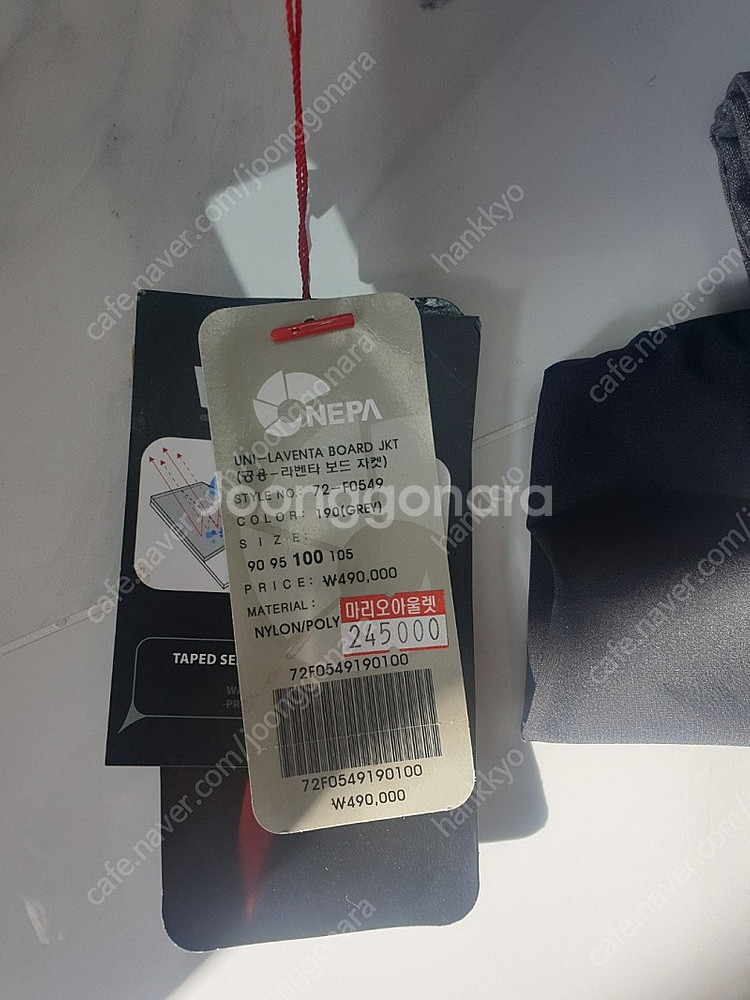 NEPA
UNI-LAVENTA BOARD JKT
(공용-라벤타 보드 자켓)
STYLE NO.: 72-F0549
COLOR: 190(GREY)
SIZE:
90 95 100 105
PRICE: ₩490,000
MATERIAL:
NYLON/POLY
마리오아울렛
245000
72F0549190100
72F0549190100
₩490,000
TAPED SE
Joonggonara
cafe.naver.com/joonggonara
hankkyo